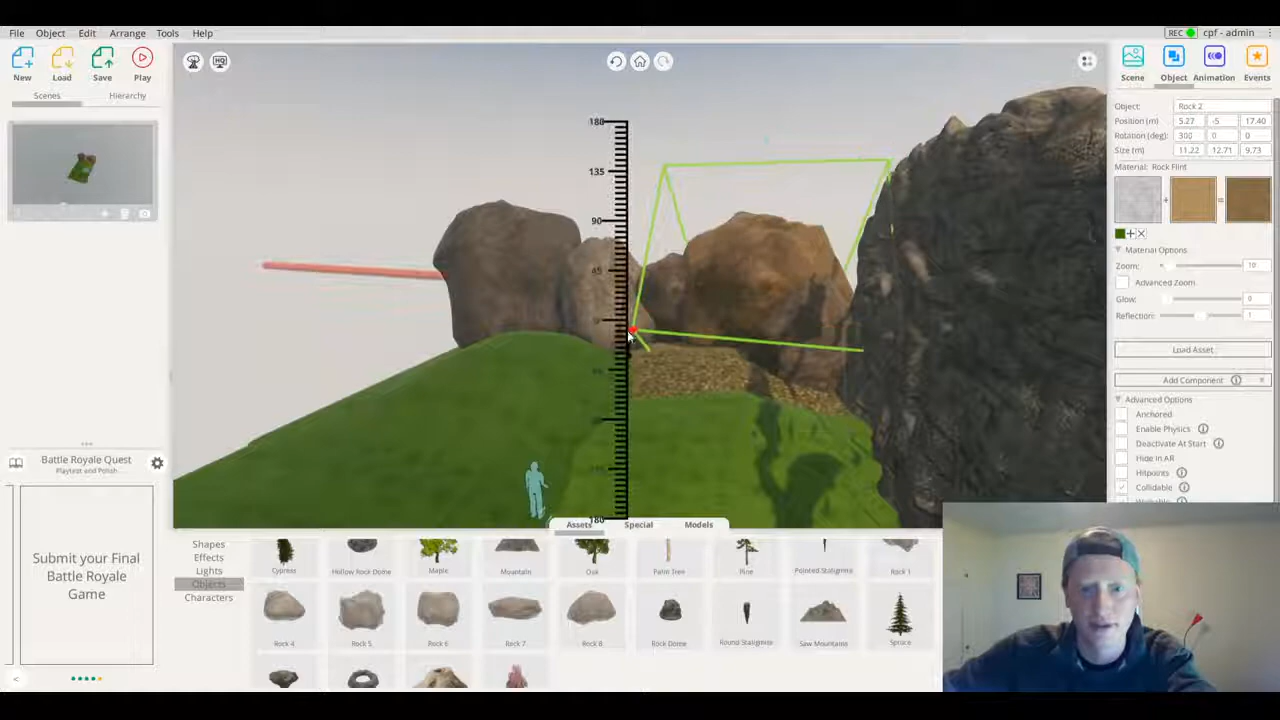 File Object Edit Arrange Tools Help
REC cpf - admin
New Load Save Play
Scene Object Animation Events
Scenes Hierarchy
Object: Rock 2
Position (m) 5.27 -5 17.40
Rotation (deg): 300 0 0
Size (m) 11.22 12.71 9.73
Material: Rock Flint
+ =
Material Options
Zoom: 10
Advanced Zoom
Glow: 0
Reflection: 1
Load Asset
Add Component
Advanced Options
Anchored
Enable Physics
Deactivate At Start
Hide in AR
Hitpoints
Collidable
180
135
90
45
180
Battle Royale Quest
Playtest and Polish ...
Submit your Final
Battle Royale
Game
Assets Special Models
Shapes
Effects
Lights
Objects
Characters
Cypress Hollow Rock Dome Maple Mountain Oak Palm Tree Pine Pointed Stalagmite Rock 1
Rock 4 Rock 5 Rock 6 Rock 7 Rock 8 Rock Dome Round Stalagmite Saw Mountains Spruce